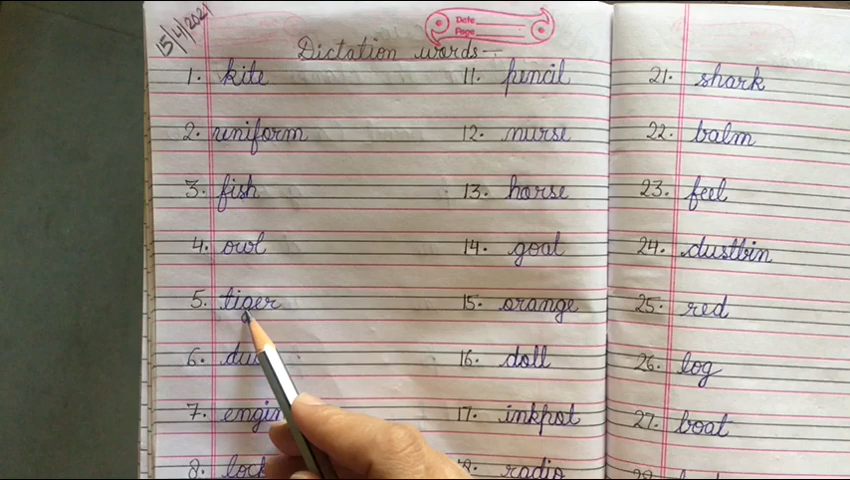 15/4/2021
Date
Page
Dictation words-
1. kite
2. uniform
3. fish
4. owl
5. tiger
6.
7.
8.
11. pencil
12. nurse
13. horse
14. goat
15. orange
16. doll
17. inkpot
18. radio
21. shark
22. balm
23. feel
24. dustbin
25. red
26. log
27. boat
28.